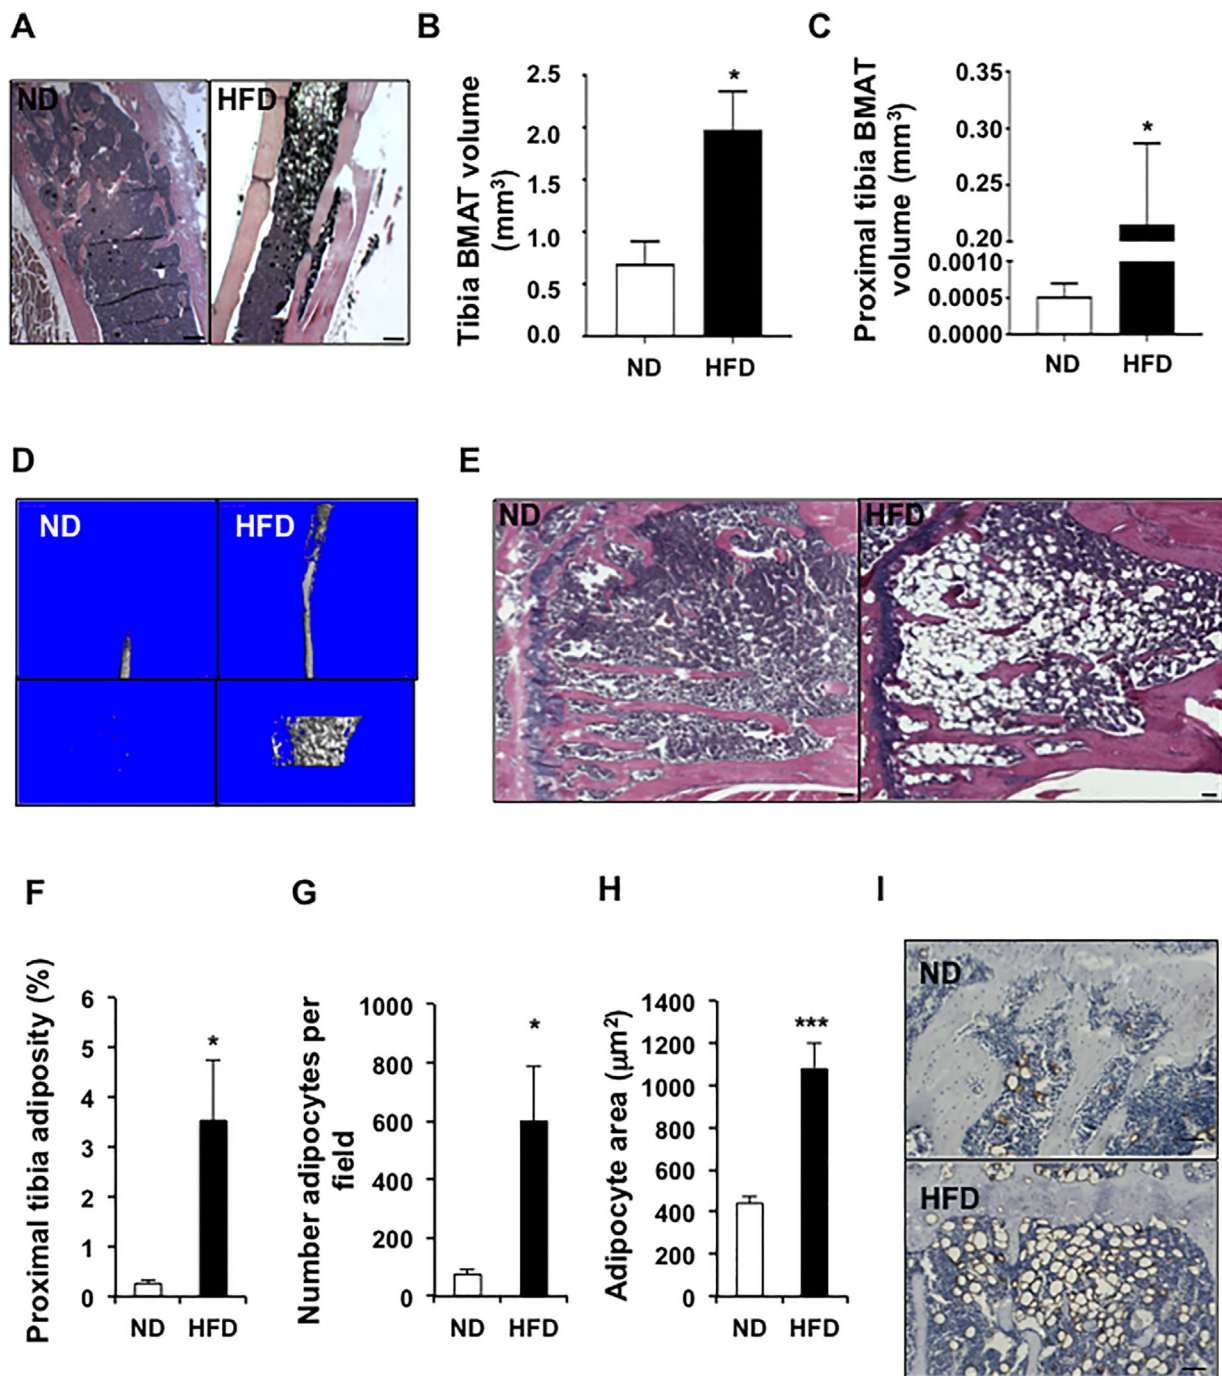 A
ND
HFD
B
Tibia BMAT volume
(mm³)
2.5
2.0
1.5
1.0
0.5
0.0
*
ND
HFD
C
Proximal tibia BMAT
volume (mm³)
0.35
0.30
0.25
0.20
0.0010
0.0005
0.0000
*
ND
HFD
D
ND
HFD
E
ND
HFD
F
Proximal tibia adiposity (%)
6
5
4
3
2
1
0
*
ND
HFD
G
Number adipocytes per
field
1000
800
600
400
200
0
*
ND
HFD
H
Adipocyte area (μm²)
1400
1200
1000
800
600
400
200
0
***
ND
HFD
I
ND
HFD